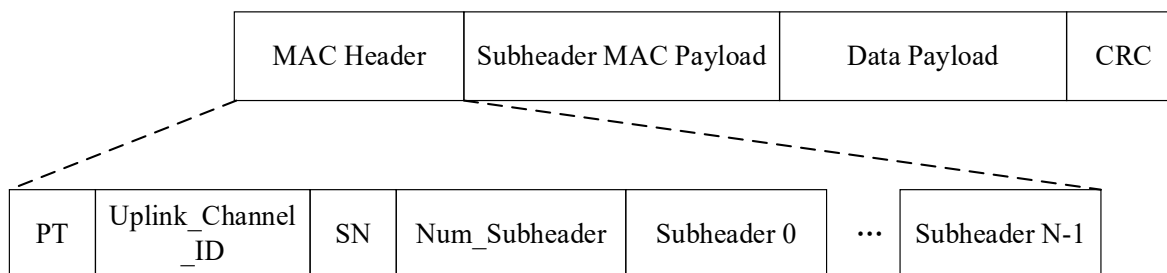 MAC Header
Subheader MAC Payload
Data Payload
CRC
PT
Uplink_Channel
_ID
SN
Num_Subheader
Subheader 0
...
Subheader N-1